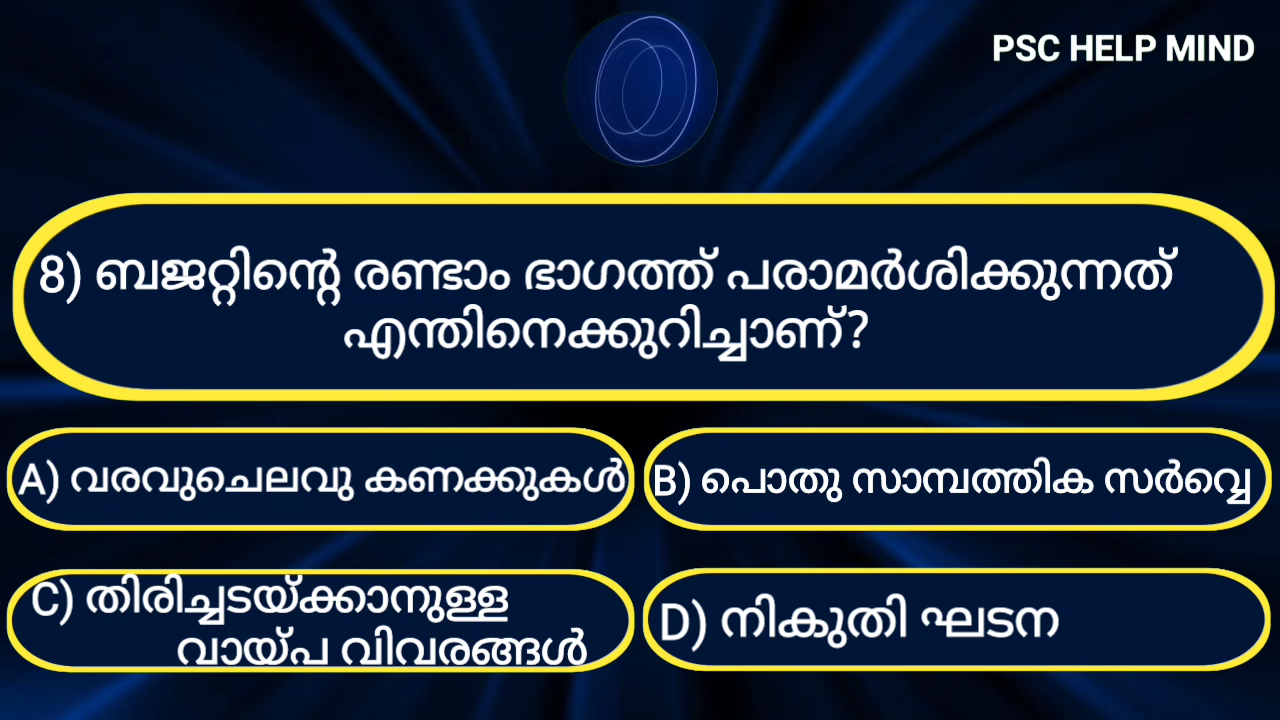 PSC HELP MIND
8) ബജറ്റിന്റെ രണ്ടാം ഭാഗത്ത് പരാമർശിക്കുന്നത്
എന്തിനെക്കുറിച്ചാണ്?
A) വരവുചെലവു കണക്കുകൾ
B) പൊതു സാമ്പത്തിക സർവ്വെ
C) തിരിച്ചടയ്ക്കാനുള്ള
വായ്പ വിവരങ്ങൾ
D) നികുതി ഘടന